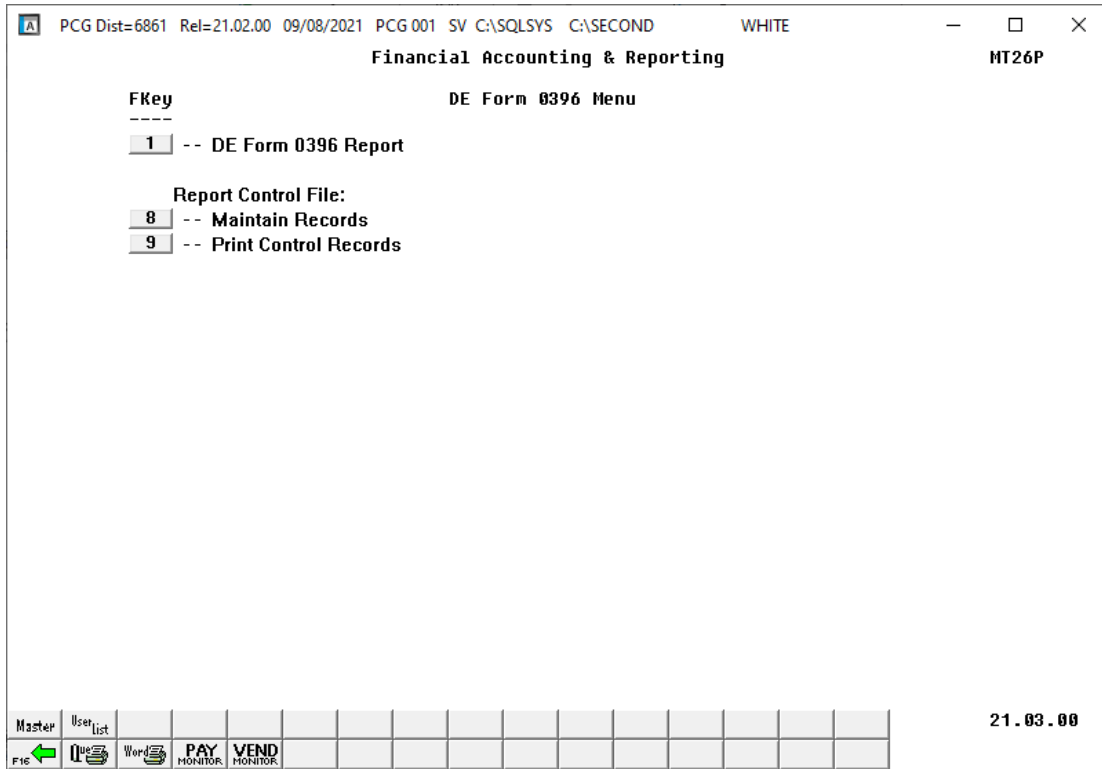 A PCG Dist=6861 Rel=21.02.00 09/08/2021 PCG 001 SV C:\SQLSYS C:\SECOND WHITE
Financial Accounting & Reporting MT26P
FKey DE Form 0396 Menu
----
1 -- DE Form 0396 Report
Report Control File:
8 -- Maintain Records
9 -- Print Control Records
Master User List 21.03.00
F16 Que Word PAY MONITOR VEND MONITOR